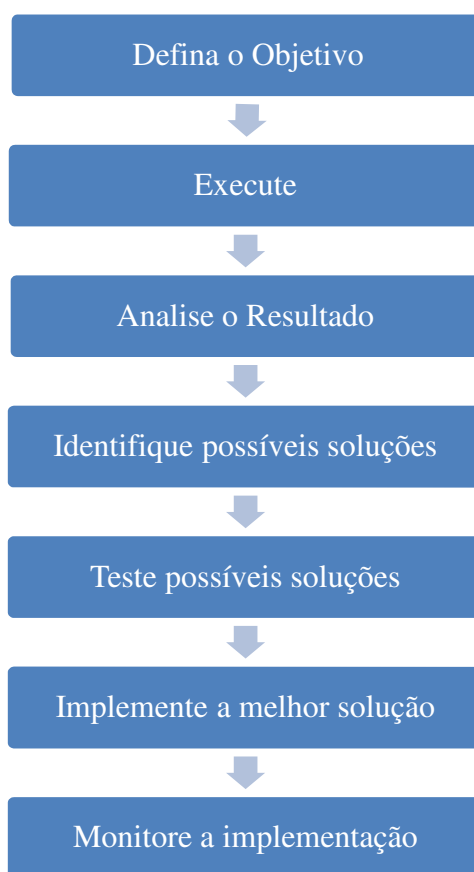 Defina o Objetivo
Execute
Analise o Resultado
Identifique possíveis soluções
Teste possíveis soluções
Implemente a melhor solução
Monitore a implementação